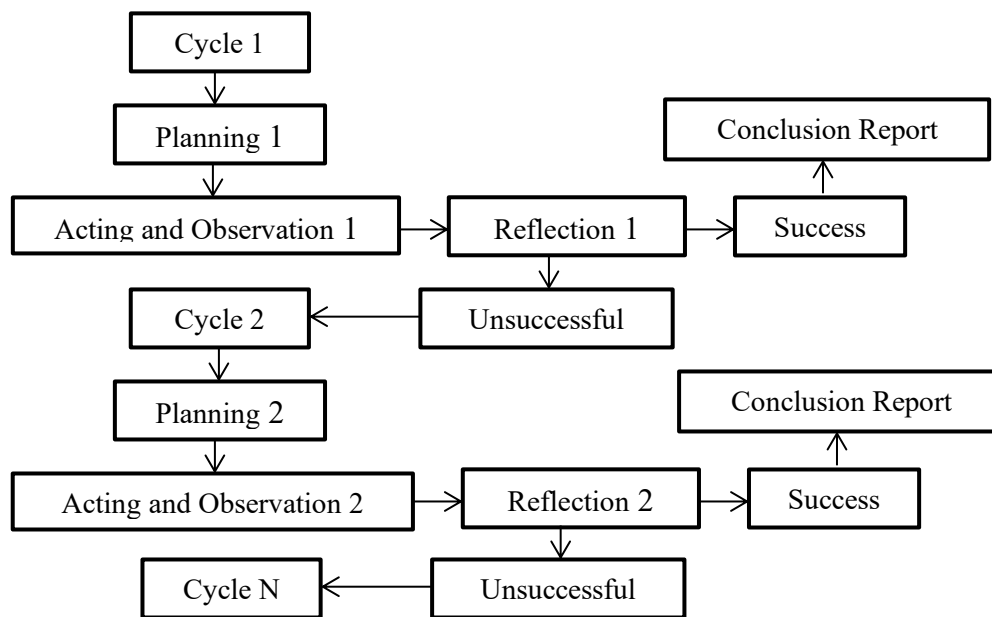 Cycle 1
Planning 1
Conclusion Report
Acting and Observation 1
Reflection 1
Success
Cycle 2
Unsuccessful
Planning 2
Conclusion Report
Acting and Observation 2
Reflection 2
Success
Cycle N
Unsuccessful